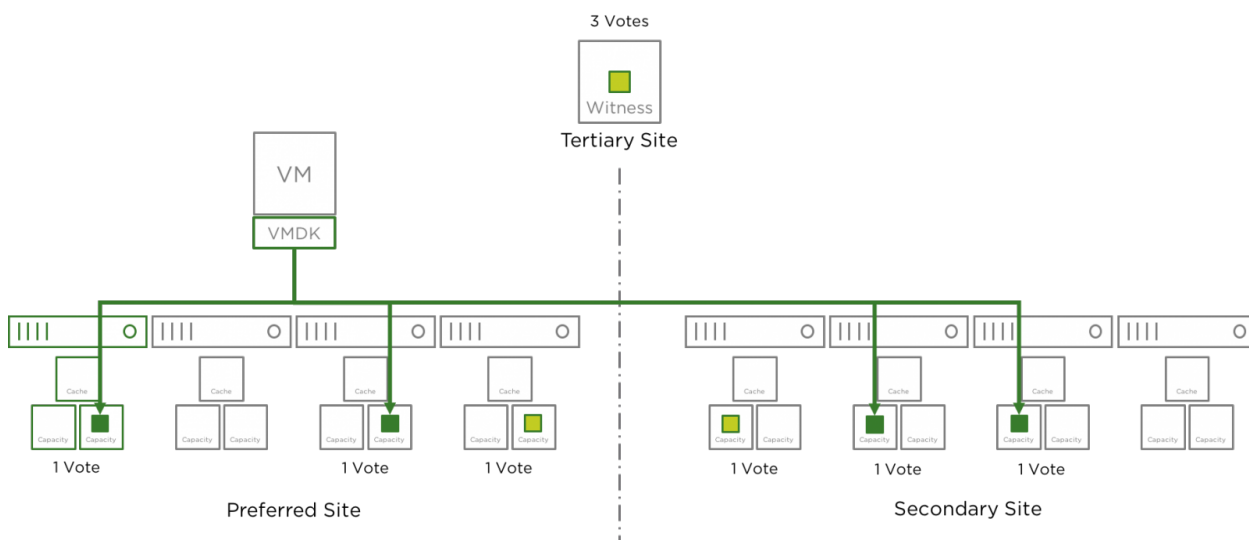 3 Votes
Witness
Tertiary Site
VM
VMDK
Cache
Cache
Cache
Cache
Cache
Cache
Cache
Cache
Capacity Capacity
Capacity Capacity
Capacity Capacity
Capacity Capacity
Capacity Capacity
Capacity Capacity
Capacity Capacity
Capacity Capacity
1 Vote
1 Vote
1 Vote
1 Vote
1 Vote
1 Vote
Preferred Site
Secondary Site